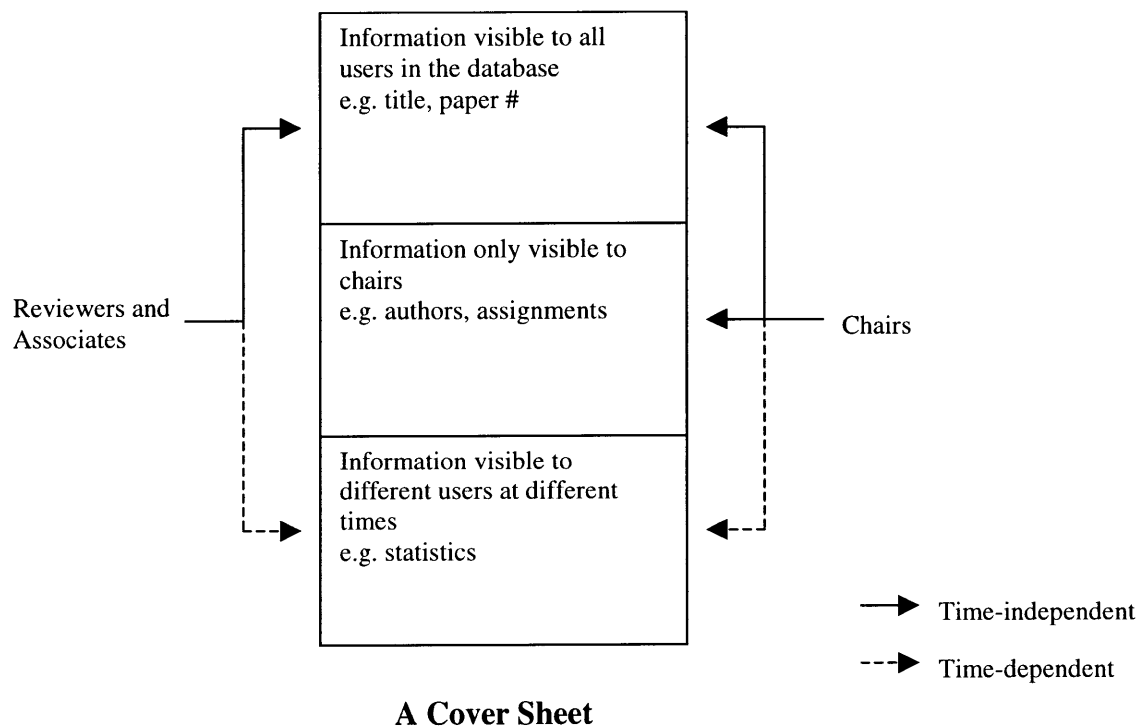 Information visible to all
users in the database
e.g. title, paper #
Information only visible to
chairs
e.g. authors, assignments
Reviewers and
Associates
Chairs
Information visible to
different users at different
times
e.g. statistics
Time-independent
Time-dependent
A Cover Sheet